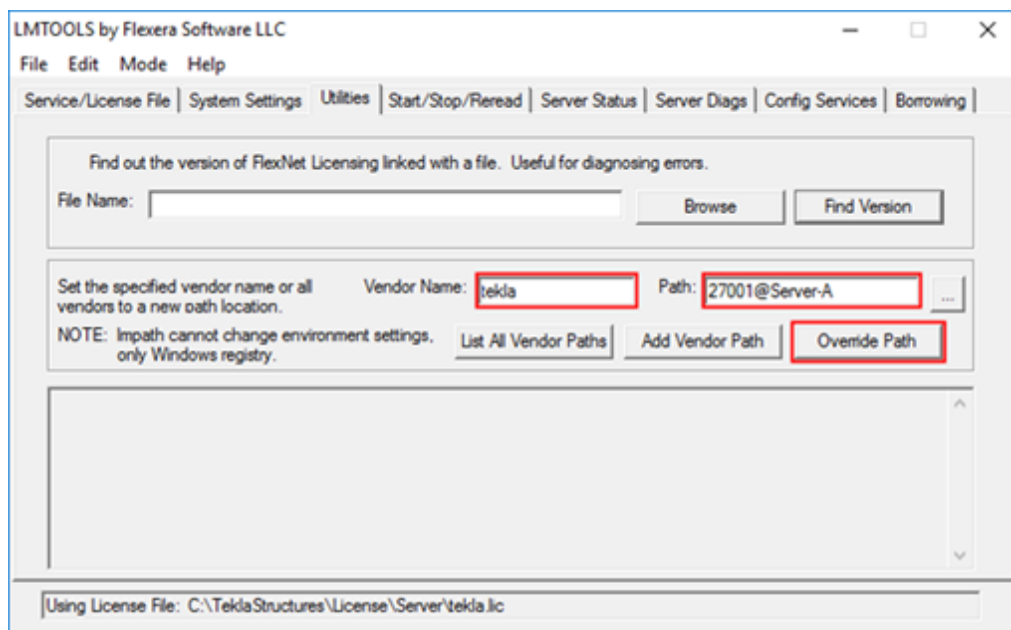 LMTOOLS by Flexera Software LLC
File Edit Mode Help
Service/License File System Settings Utilities Start/Stop/Reread Server Status Server Diags Config Services Borrowing
Find out the version of FlexNet Licensing linked with a file. Useful for diagnosing errors.
File Name: Browse Find Version
Set the specified vendor name or all Vendor Name: tekla Path: 27001@Server-A ...
vendors to a new path location.
NOTE: lmpath cannot change environment settings, List All Vendor Paths Add Vendor Path Override Path
only Windows registry.
Using License File: C:\TeklaStructures\License\Server\tekla.lic